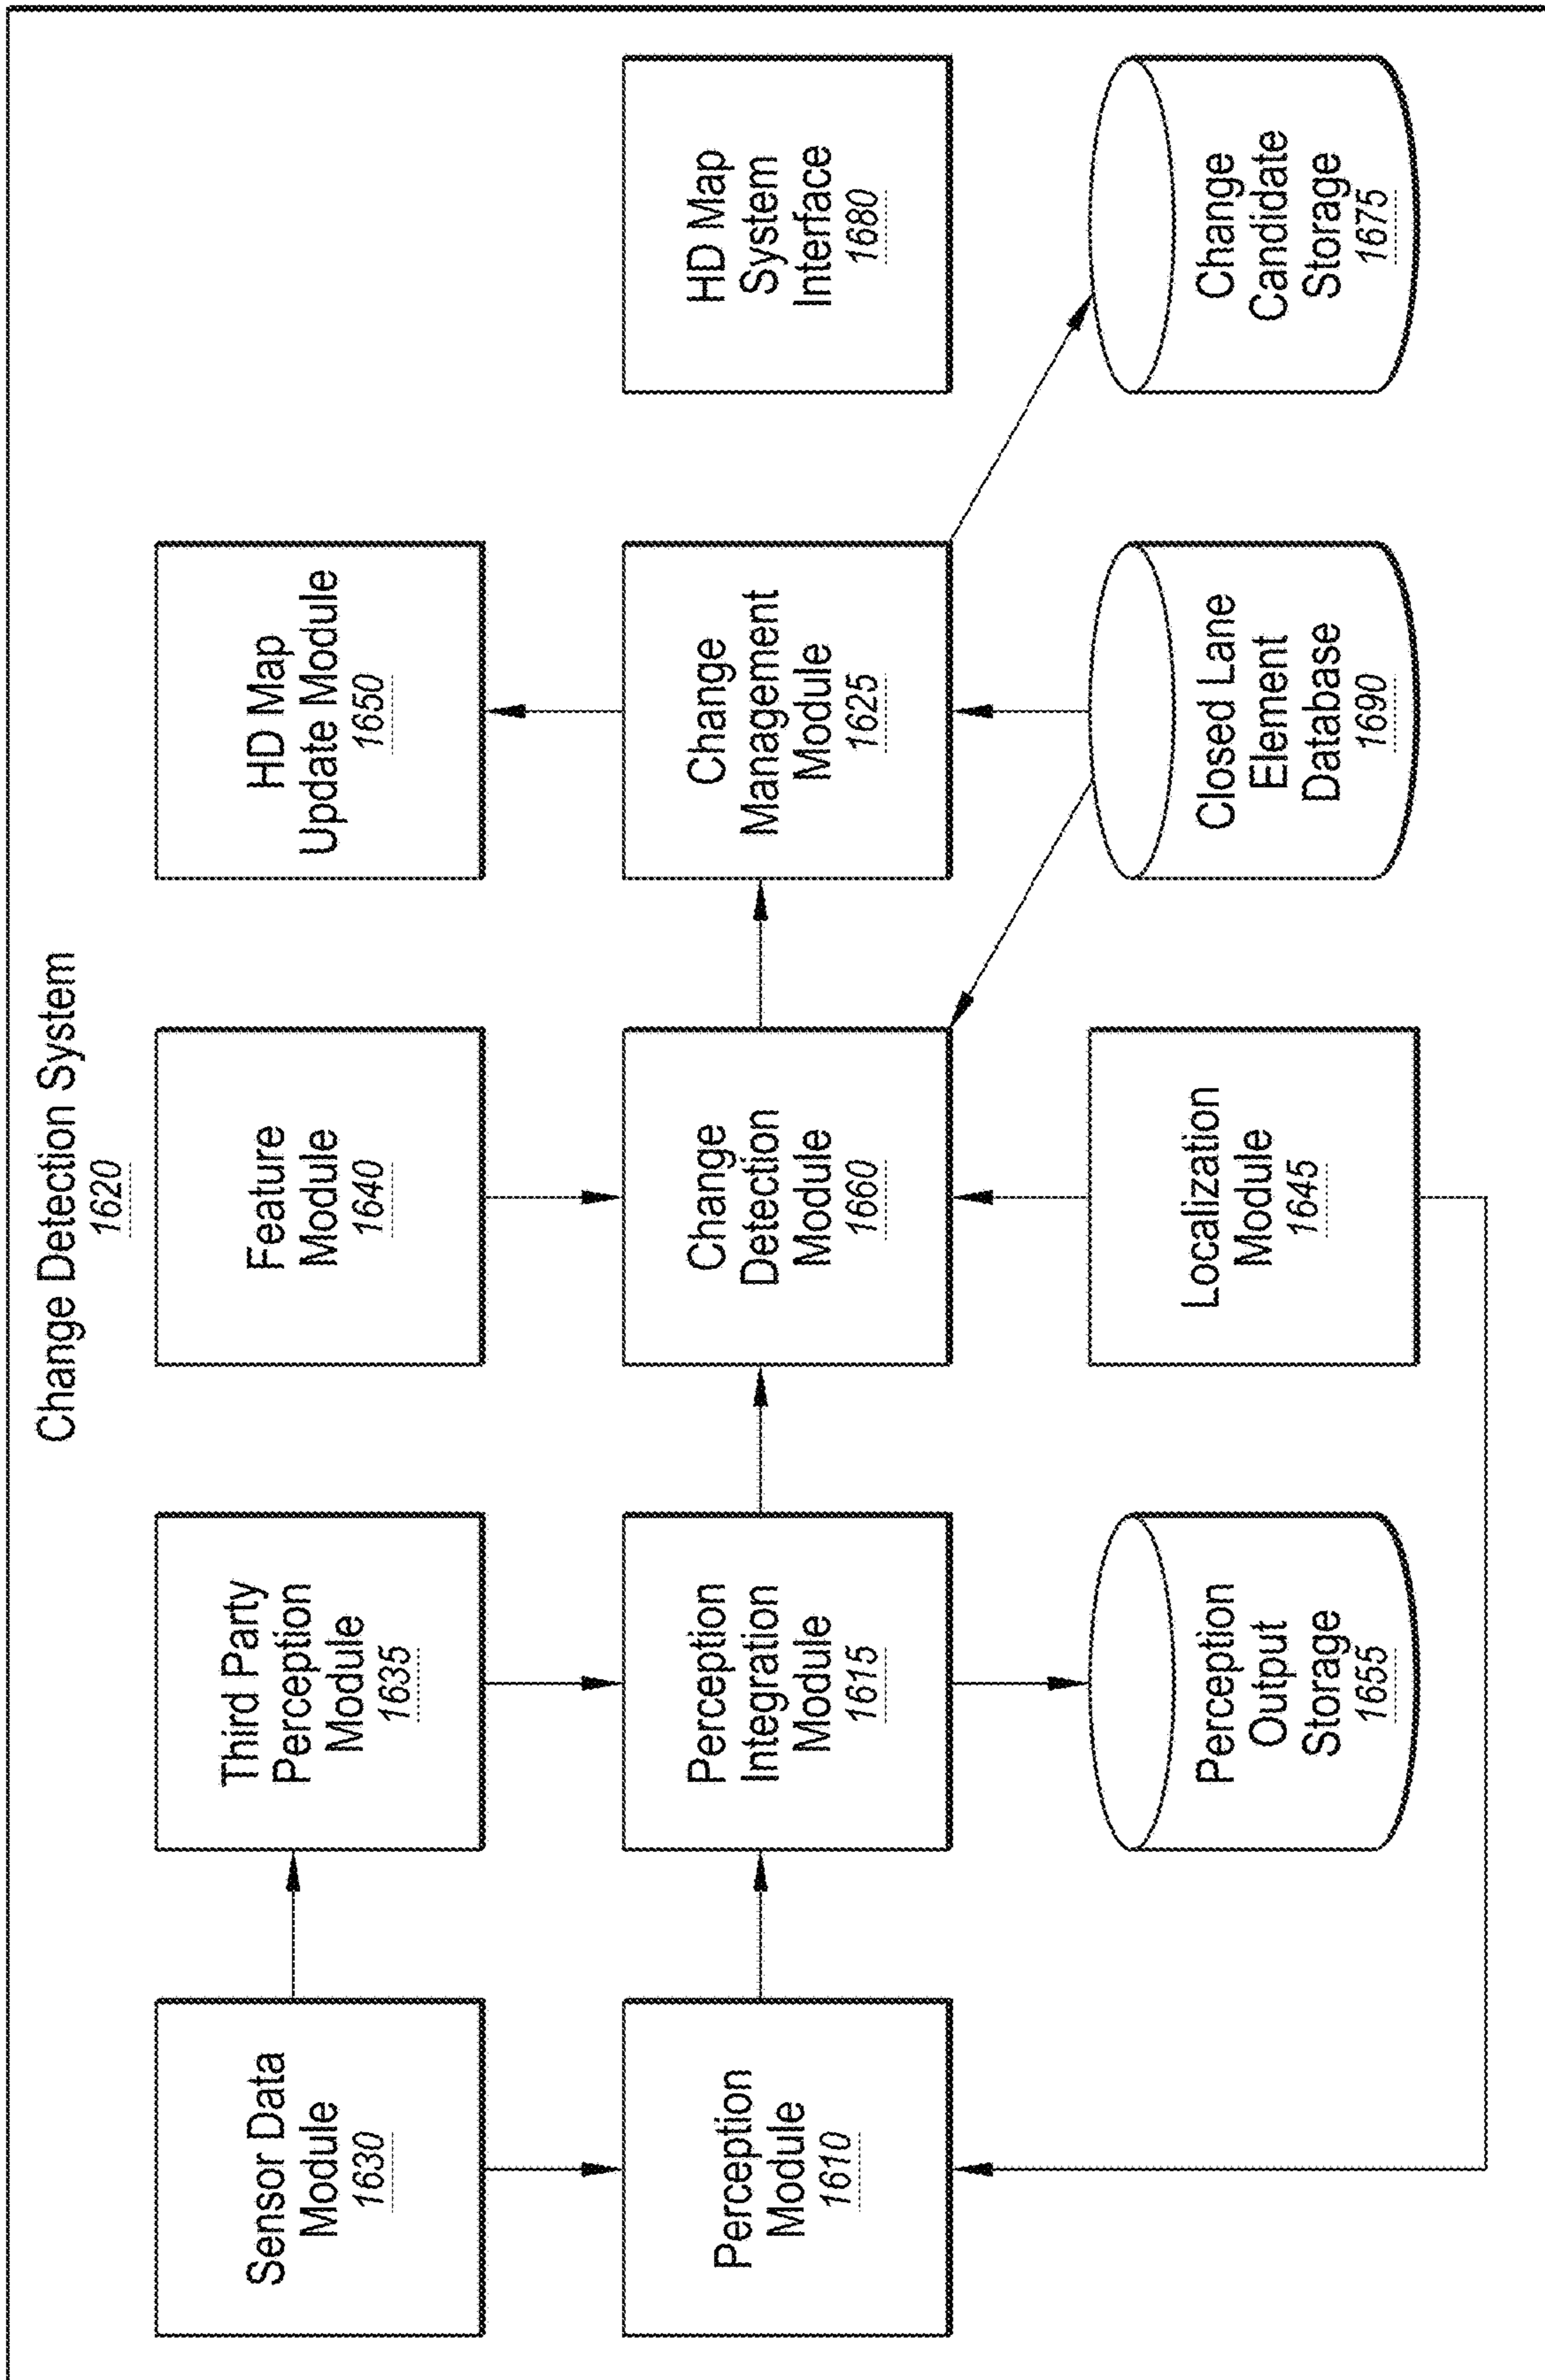 Change Detection System
1620
Sensor Data
Module
1630
Third Party
Perception
Module
1635
Feature
Module
1640
HD Map
Update Module
1650
Perception
Module
1610
Perception
Integration
Module
1615
Change
Detection
Module
1660
Change
Management
Module
1625
HD Map
System
Interface
1680
Perception
Output
Storage
1655
Localization
Module
1645
Closed Lane
Element
Database
1690
Change
Candidate
Storage
1675